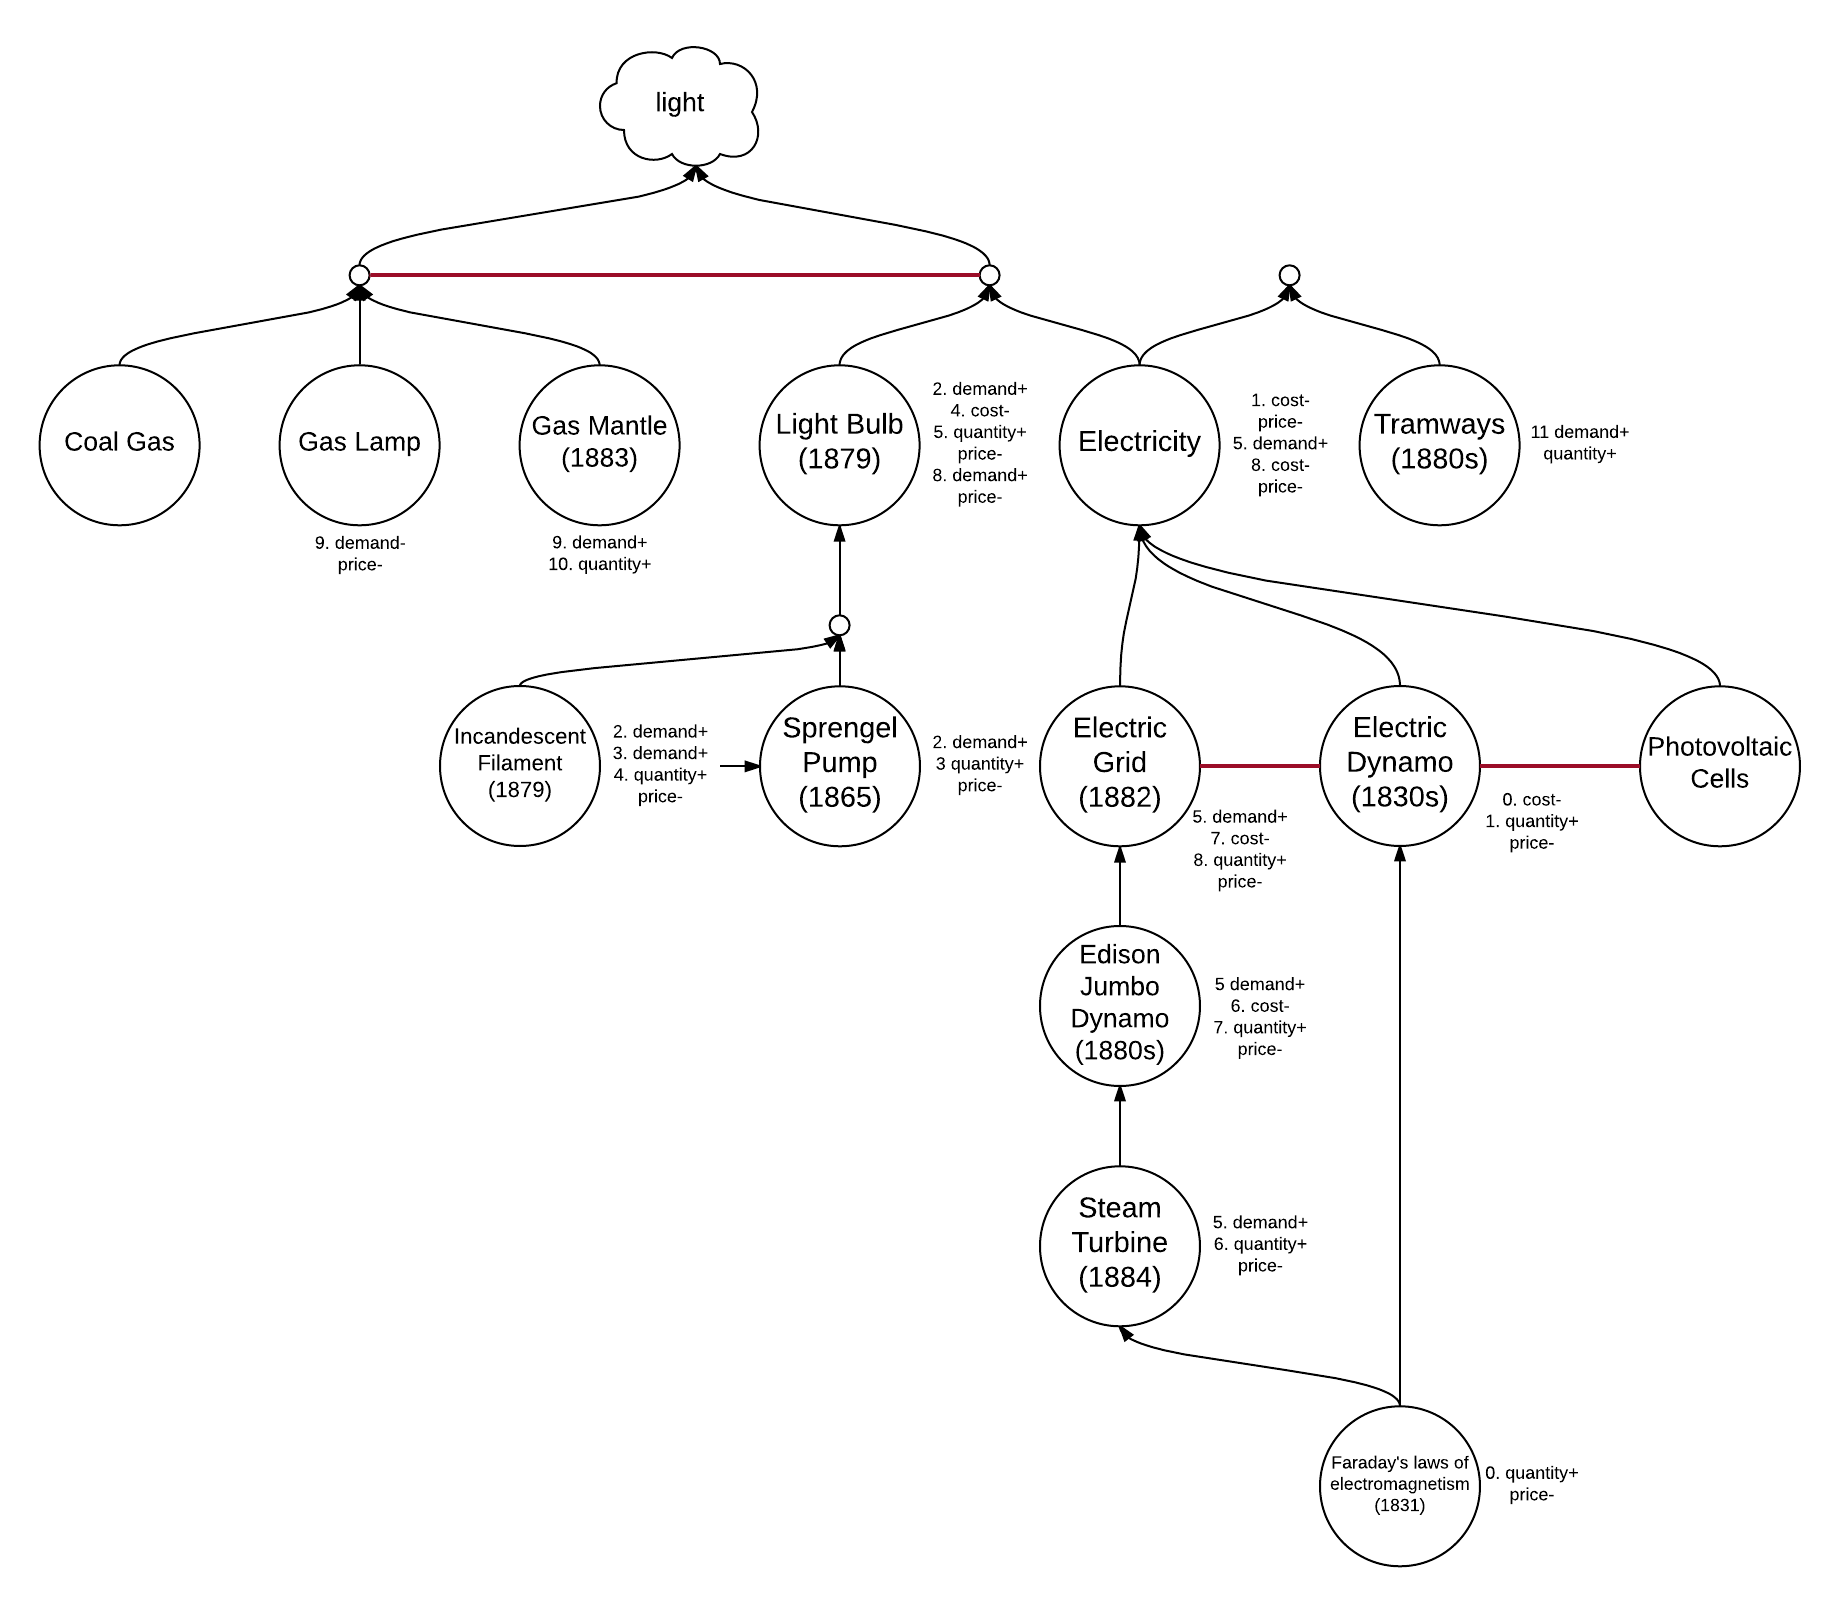 light
Coal Gas
Gas Lamp
9. demand-
price-
Gas Mantle
(1883)
9. demand+
10. quantity+
Light Bulb
(1879)
2. demand+
4. cost-
5. quantity+
price-
8. demand+
price-
Electricity
1. cost-
price-
5. demand+
8. cost-
price-
Tramways
(1880s)
11 demand+
quantity+
Incandescent
Filament
(1879)
2. demand+
3. demand+
4. quantity+
price-
Sprengel
Pump
(1865)
2. demand+
3 quantity+
price-
Electric
Grid
(1882)
5. demand+
7. cost-
8. quantity+
price-
Electric
Dynamo
(1830s)
0. cost-
1. quantity+
price-
Photovoltaic
Cells
Edison
Jumbo
Dynamo
(1880s)
5 demand+
6. cost-
7. quantity+
price-
Steam
Turbine
(1884)
5. demand+
6. quantity+
price-
Faraday's laws of
electromagnetism
(1831)
0. quantity+
price-